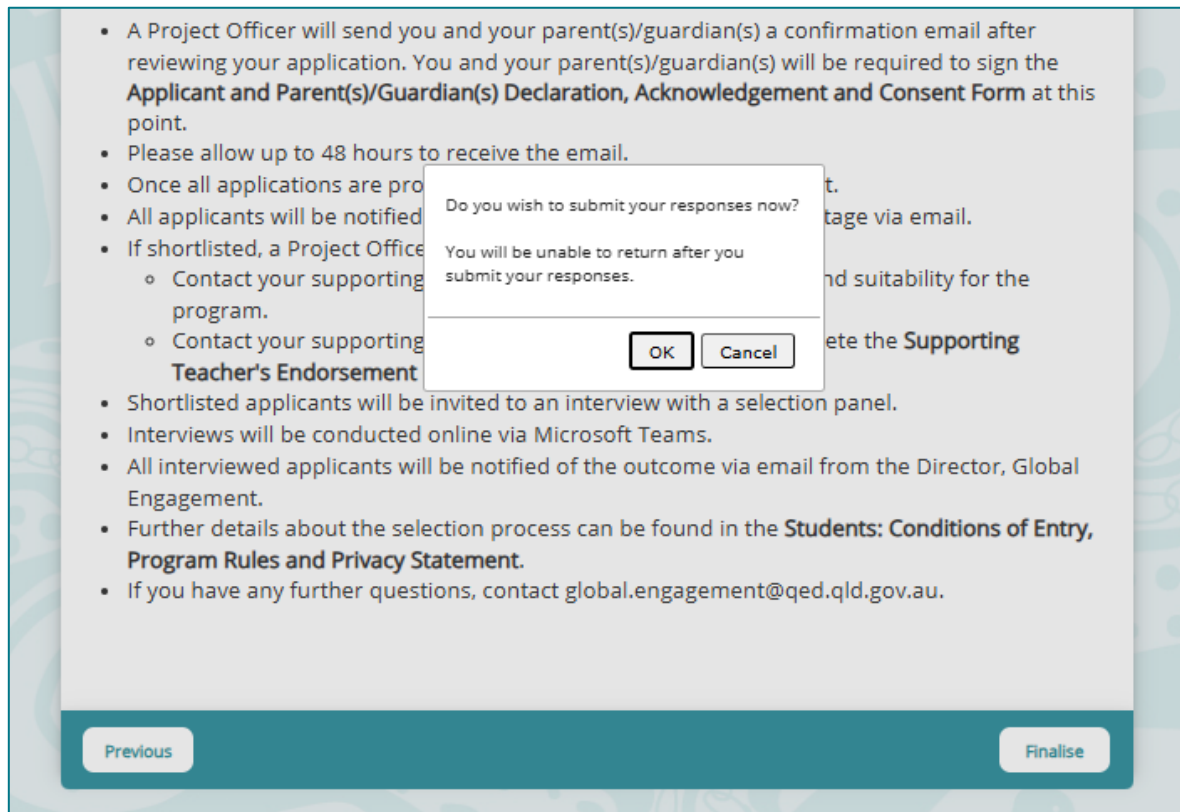 • A Project Officer will send you and your parent(s)/guardian(s) a confirmation email after
reviewing your application. You and your parent(s)/guardian(s) will be required to sign the
Applicant and Parent(s)/Guardian(s) Declaration, Acknowledgement and Consent Form at this
point.
• Please allow up to 48 hours to receive the email.
• Once all applications are pro t.
• All applicants will be notified tage via email.
• If shortlisted, a Project Office
◦ Contact your supporting nd suitability for the
program.
◦ Contact your supporting ete the Supporting
Teacher's Endorsement
Do you wish to submit your responses now?
You will be unable to return after you
submit your responses.
OK Cancel
• Shortlisted applicants will be invited to an interview with a selection panel.
• Interviews will be conducted online via Microsoft Teams.
• All interviewed applicants will be notified of the outcome via email from the Director, Global
Engagement.
• Further details about the selection process can be found in the Students: Conditions of Entry,
Program Rules and Privacy Statement.
• If you have any further questions, contact global.engagement@qed.qld.gov.au.
Previous Finalise